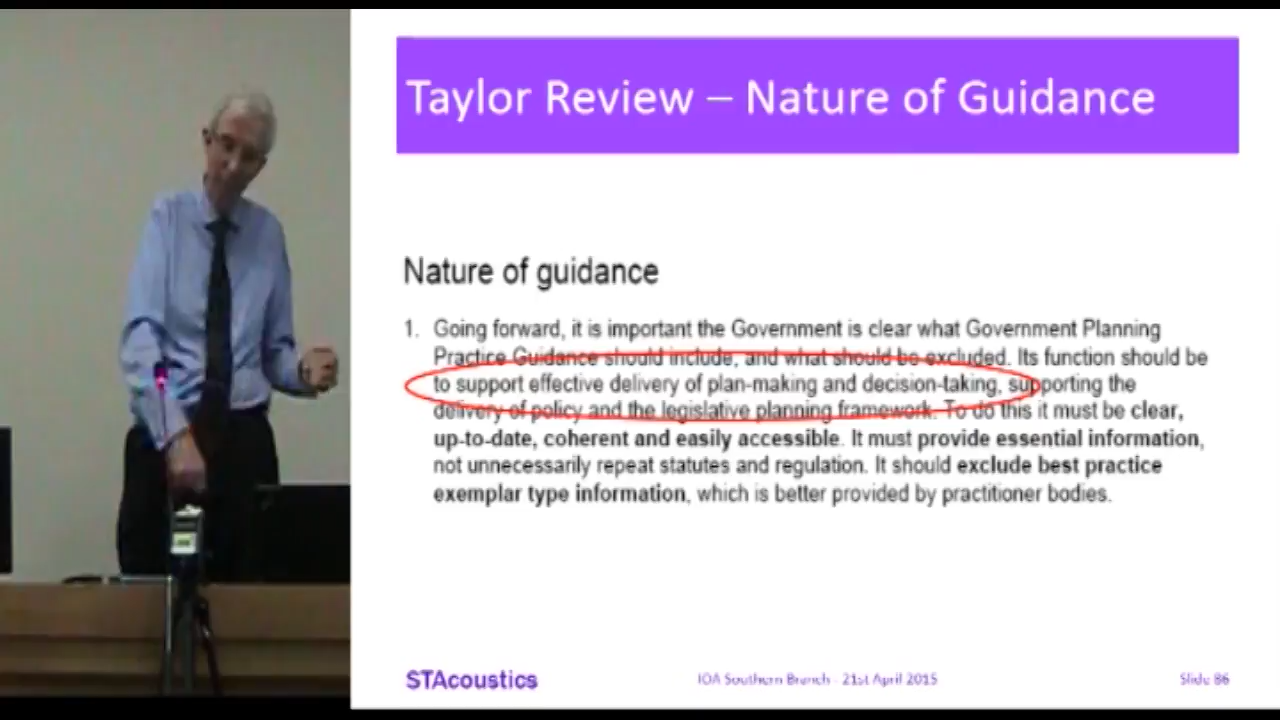 Taylor Review – Nature of Guidance
Nature of guidance
1. Going forward, it is important the Government is clear what Government Planning
Practice Guidance should include, and what should be excluded. Its function should be
to support effective delivery of plan-making and decision-taking, supporting the
delivery of policy and the legislative planning framework. To do this it must be clear,
up-to-date, coherent and easily accessible. It must provide essential information,
not unnecessarily repeat statutes and regulation. It should exclude best practice
exemplar type information, which is better provided by practitioner bodies.
STAcoustics
IOA Southern Branch - 21st April 2015
Slide 86